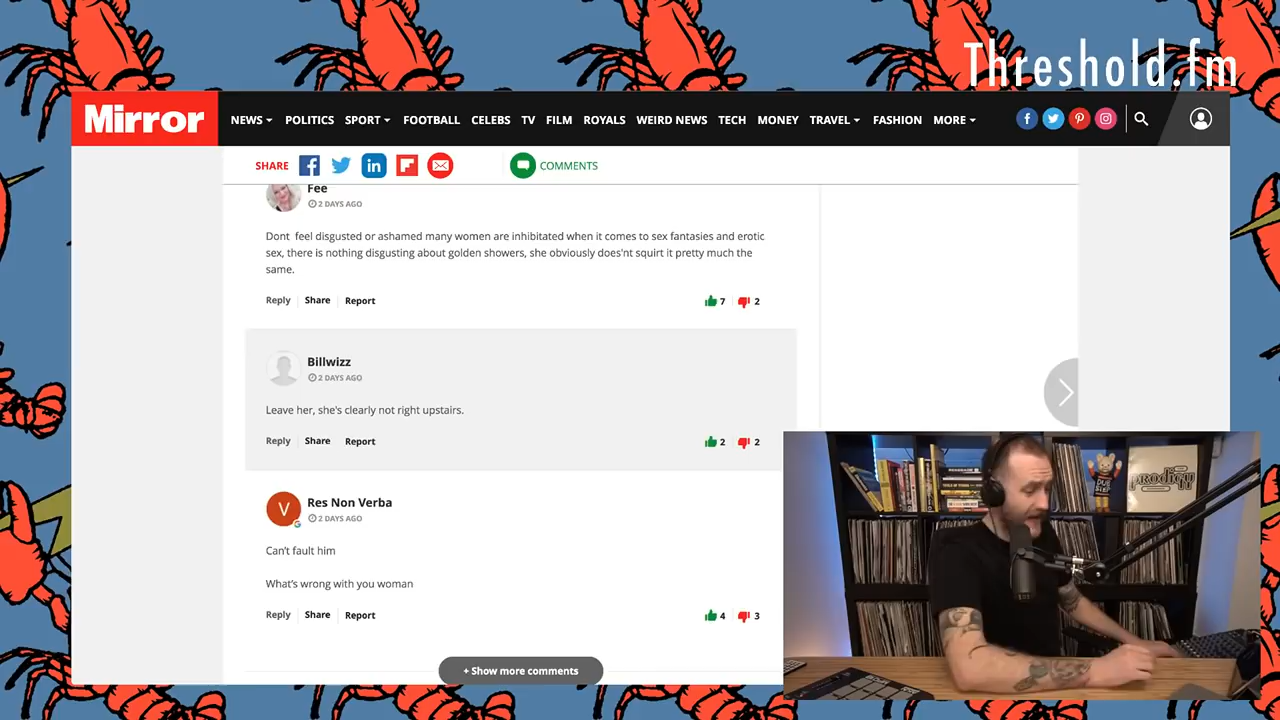 Threshold.fm
Mirror
NEWS POLITICS SPORT FOOTBALL CELEBS TV FILM ROYALS WEIRD NEWS TECH MONEY TRAVEL FASHION MORE
SHARE
COMMENTS
Fee
2 DAYS AGO
Dont feel disgusted or ashamed many women are inhibitated when it comes to sex fantasies and erotic
sex, there is nothing disgusting about golden showers, she obviously does'nt squirt it pretty much the
same.
Reply Share Report 7 2
Billwizz
2 DAYS AGO
Leave her, she's clearly not right upstairs.
Reply Share Report 2 2
V
Res Non Verba
2 DAYS AGO
Can't fault him
What's wrong with you woman
Reply Share Report 4 3
+ Show more comments
prodigy